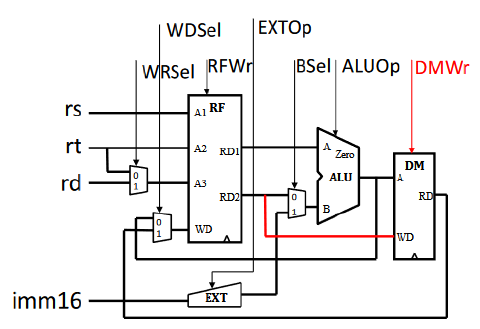 WDSel EXTOp
WRSel RFWr BSel ALUOp DMWr
rs A1 RF
rt A2 RD1 A Zero DM
rd 0 1 A3 RD2 0 1 ALU A RD
0 1 WD B WD
imm16 EXT